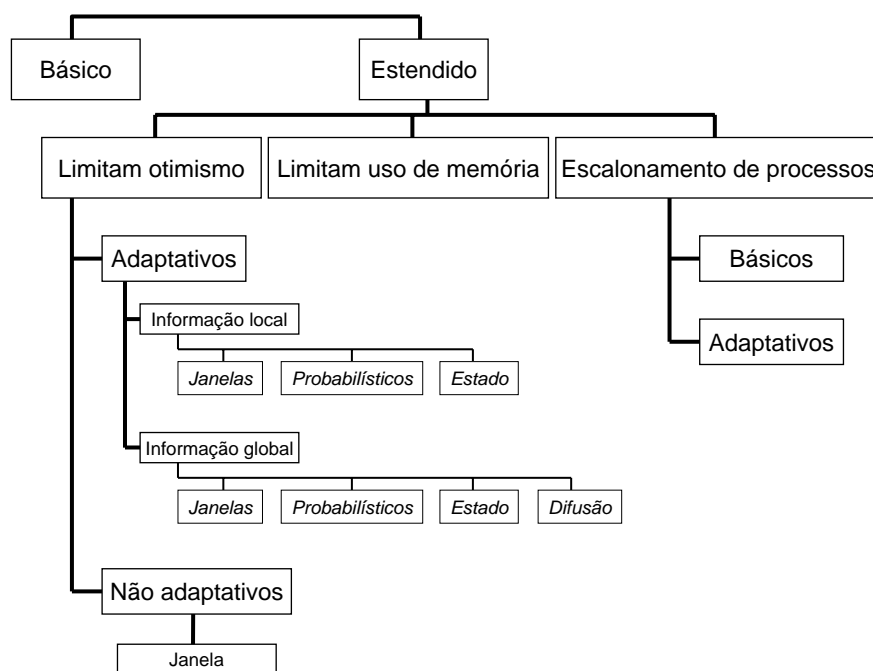 Básico
Estendido
Limitam otimismo
Limitam uso de memória
Escalonamento de processos
Adaptativos
Básicos
Informação local
Adaptativos
Janelas
Probabilísticos
Estado
Informação global
Janelas
Probabilísticos
Estado
Difusão
Não adaptativos
Janela